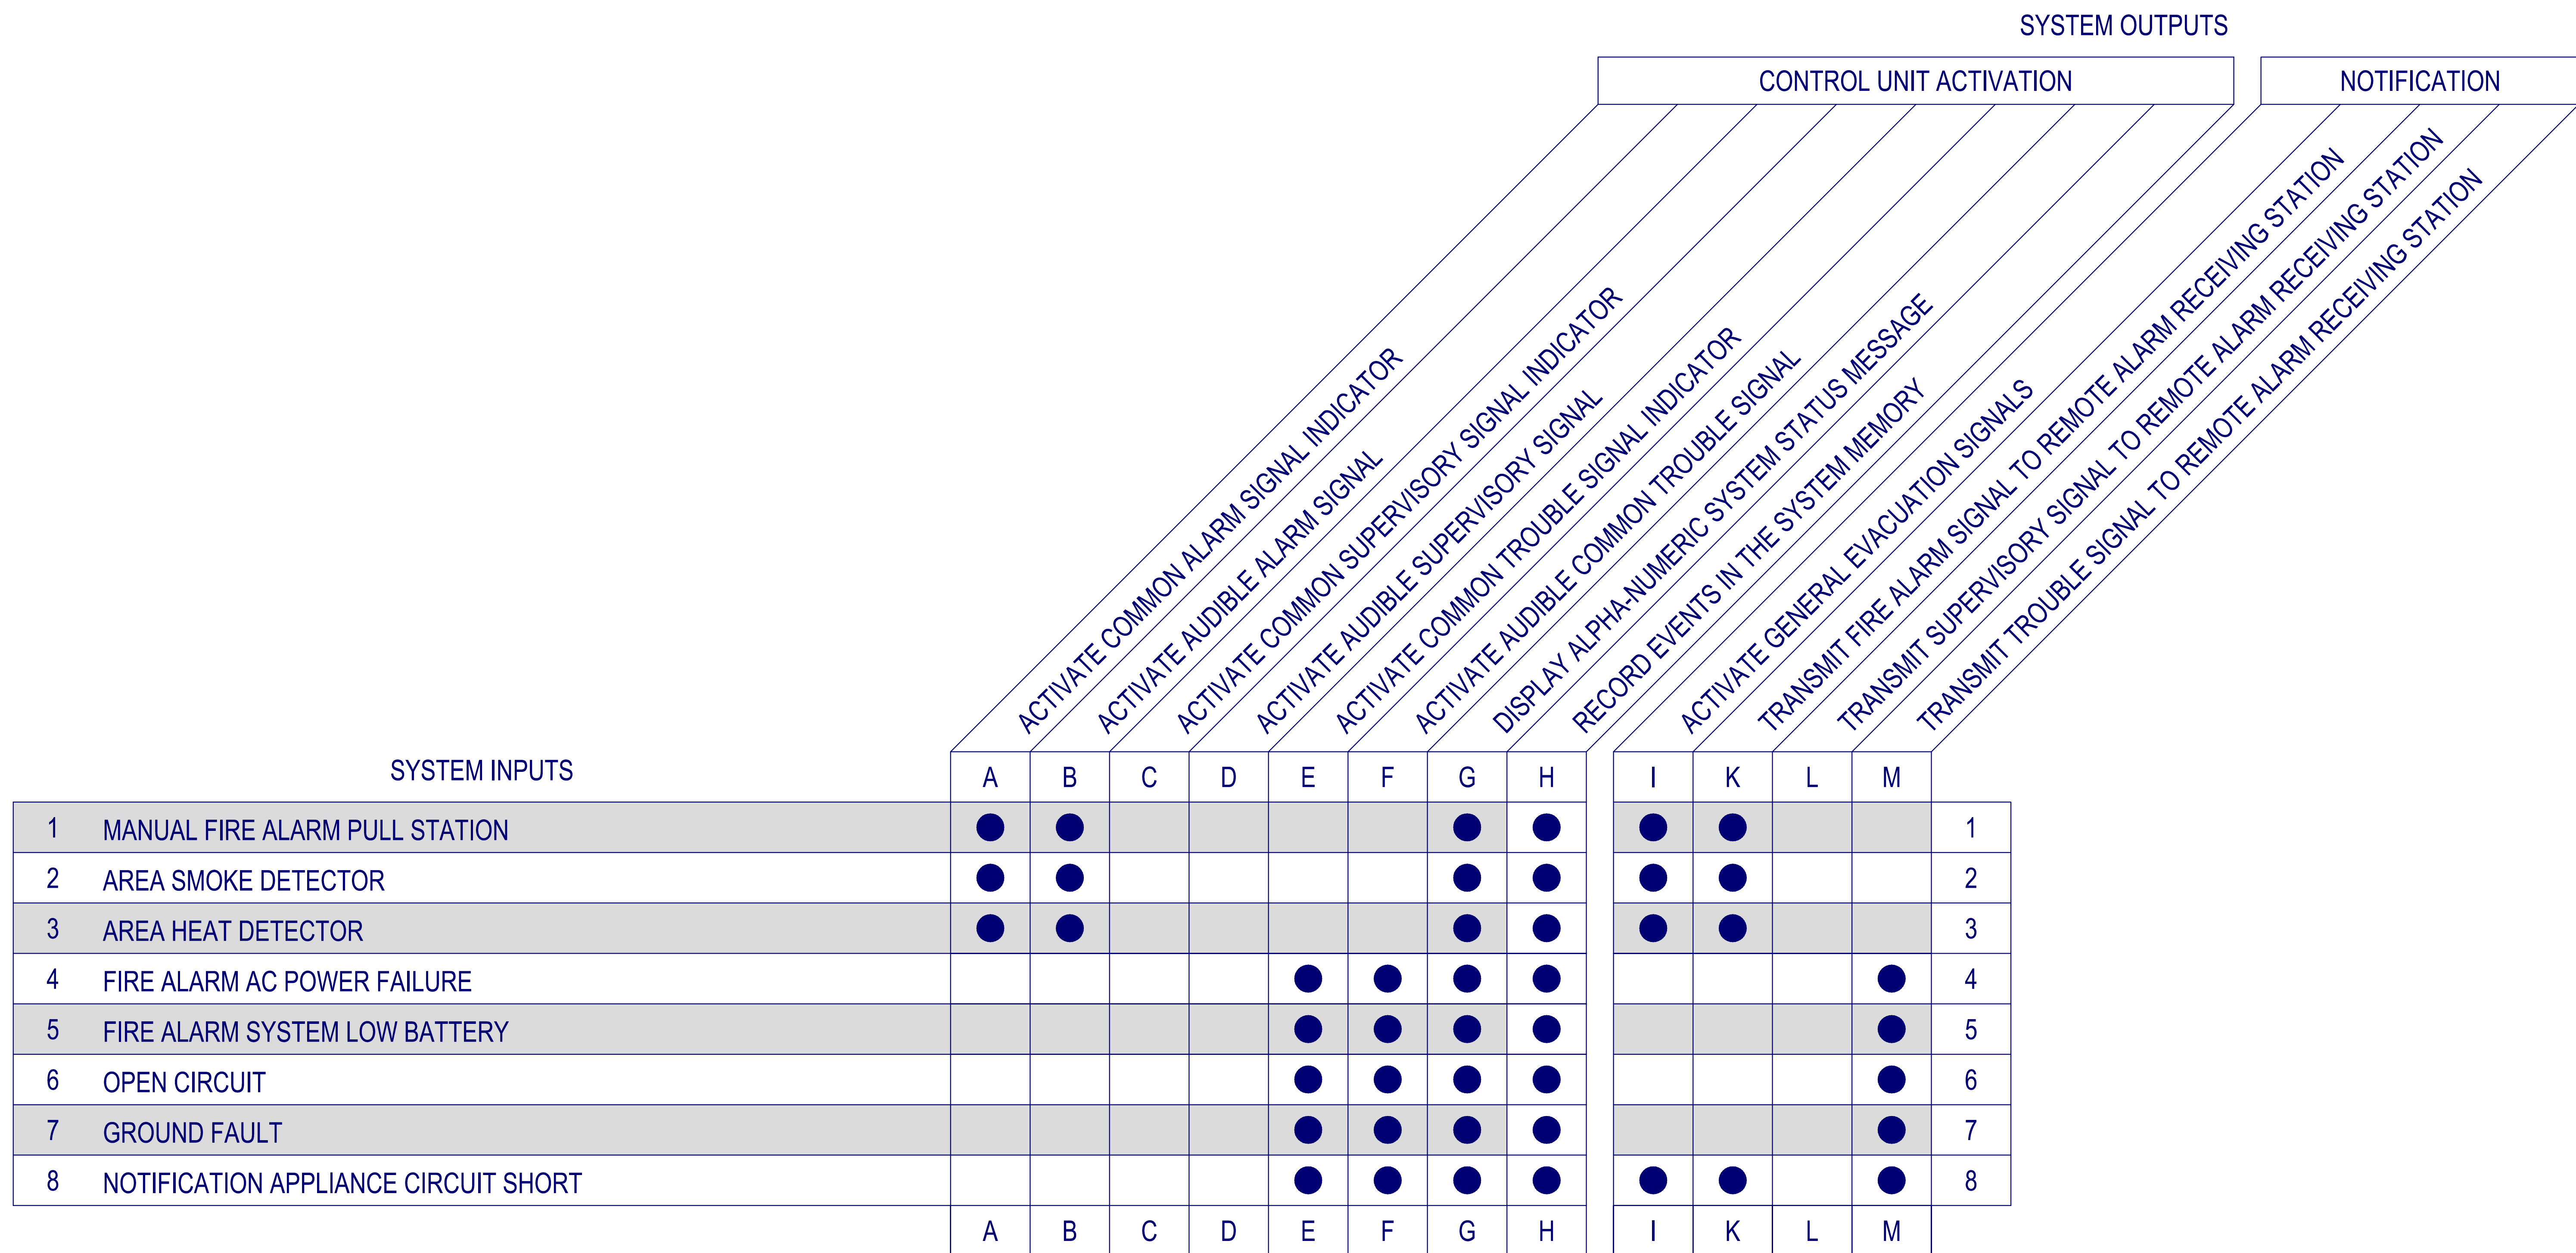 SYSTEM OUTPUTS
CONTROL UNIT ACTIVATION
NOTIFICATION
ACTIVATE COMMON ALARM SIGNAL INDICATOR
ACTIVATE AUDIBLE ALARM SIGNAL
ACTIVATE COMMON SUPERVISORY SIGNAL INDICATOR
ACTIVATE AUDIBLE SUPERVISORY SIGNAL
ACTIVATE COMMON TROUBLE SIGNAL INDICATOR
ACTIVATE AUDIBLE COMMON TROUBLE SIGNAL
DISPLAY ALPHA-NUMERIC SYSTEM STATUS MESSAGE
RECORD EVENTS IN THE SYSTEM MEMORY
ACTIVATE GENERAL EVACUATION SIGNALS
TRANSMIT FIRE ALARM SIGNAL TO REMOTE ALARM RECEIVING STATION
TRANSMIT SUPERVISORY SIGNAL TO REMOTE ALARM RECEIVING STATION
TRANSMIT TROUBLE SIGNAL TO REMOTE ALARM RECEIVING STATION
SYSTEM INPUTS
A B C D E F G H I K L M
1 MANUAL FIRE ALARM PULL STATION 1
2 AREA SMOKE DETECTOR 2
3 AREA HEAT DETECTOR 3
4 FIRE ALARM AC POWER FAILURE 4
5 FIRE ALARM SYSTEM LOW BATTERY 5
6 OPEN CIRCUIT 6
7 GROUND FAULT 7
8 NOTIFICATION APPLIANCE CIRCUIT SHORT 8
A B C D E F G H I K L M